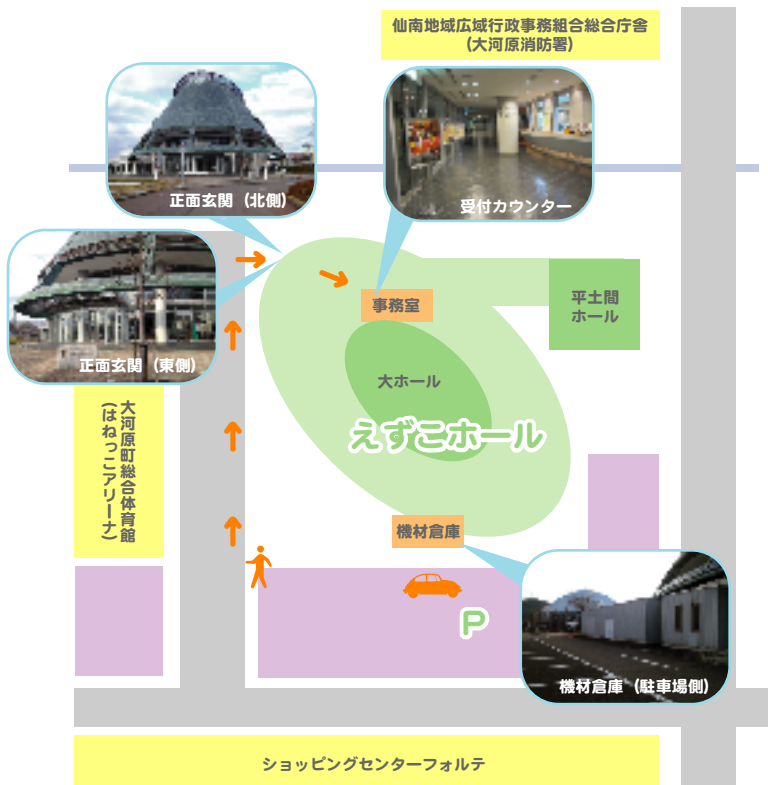 仙南地域広域行政事務組合総合庁舎
(大河原消防署)
正面玄関（北側）
受付カウンター
正面玄関（東側）
事務室
平土間
ホール
大ホール
えずこホール
大河原町総合体育館
(はねっこアリーナ)
機材倉庫
P
機材倉庫（駐車場側）
ショッピングセンターフォルテ